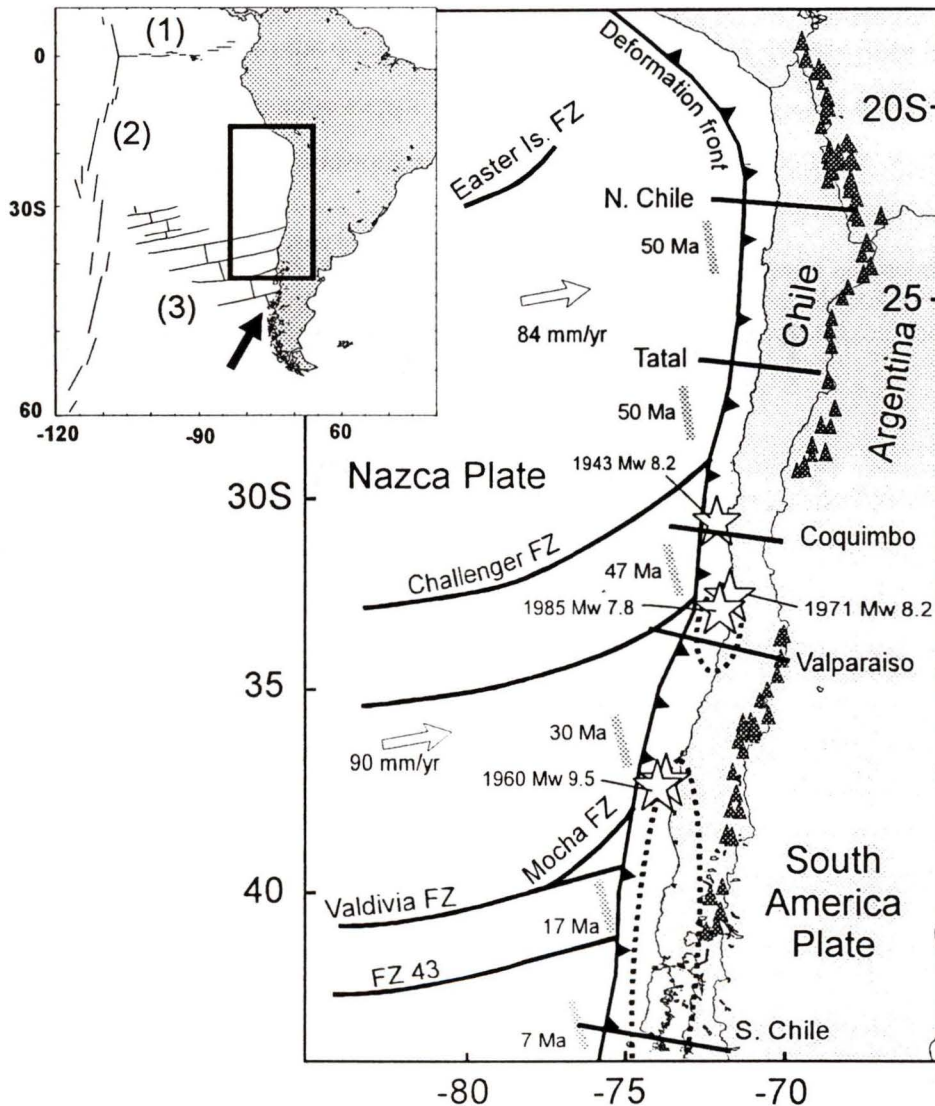 (1)
0
(2)
30S
(3)
60
-120
-90
60
Deformation front
Easter Is. FZ
20S
N. Chile
50 Ma
84 mm/yr
Chile
25
Tatal
Argentina
50 Ma
Nazca Plate
1943 Mw 8.2
30S
Coquimbo
Challenger FZ
47 Ma
1985 Mw 7.8
1971 Mw 8.2
Valparaiso
35
30 Ma
90 mm/yr
1960 Mw 9.5
Mocha FZ
South
America
Plate
40
Valdivia FZ
17 Ma
FZ 43
7 Ma
S. Chile
-80
-75
-70